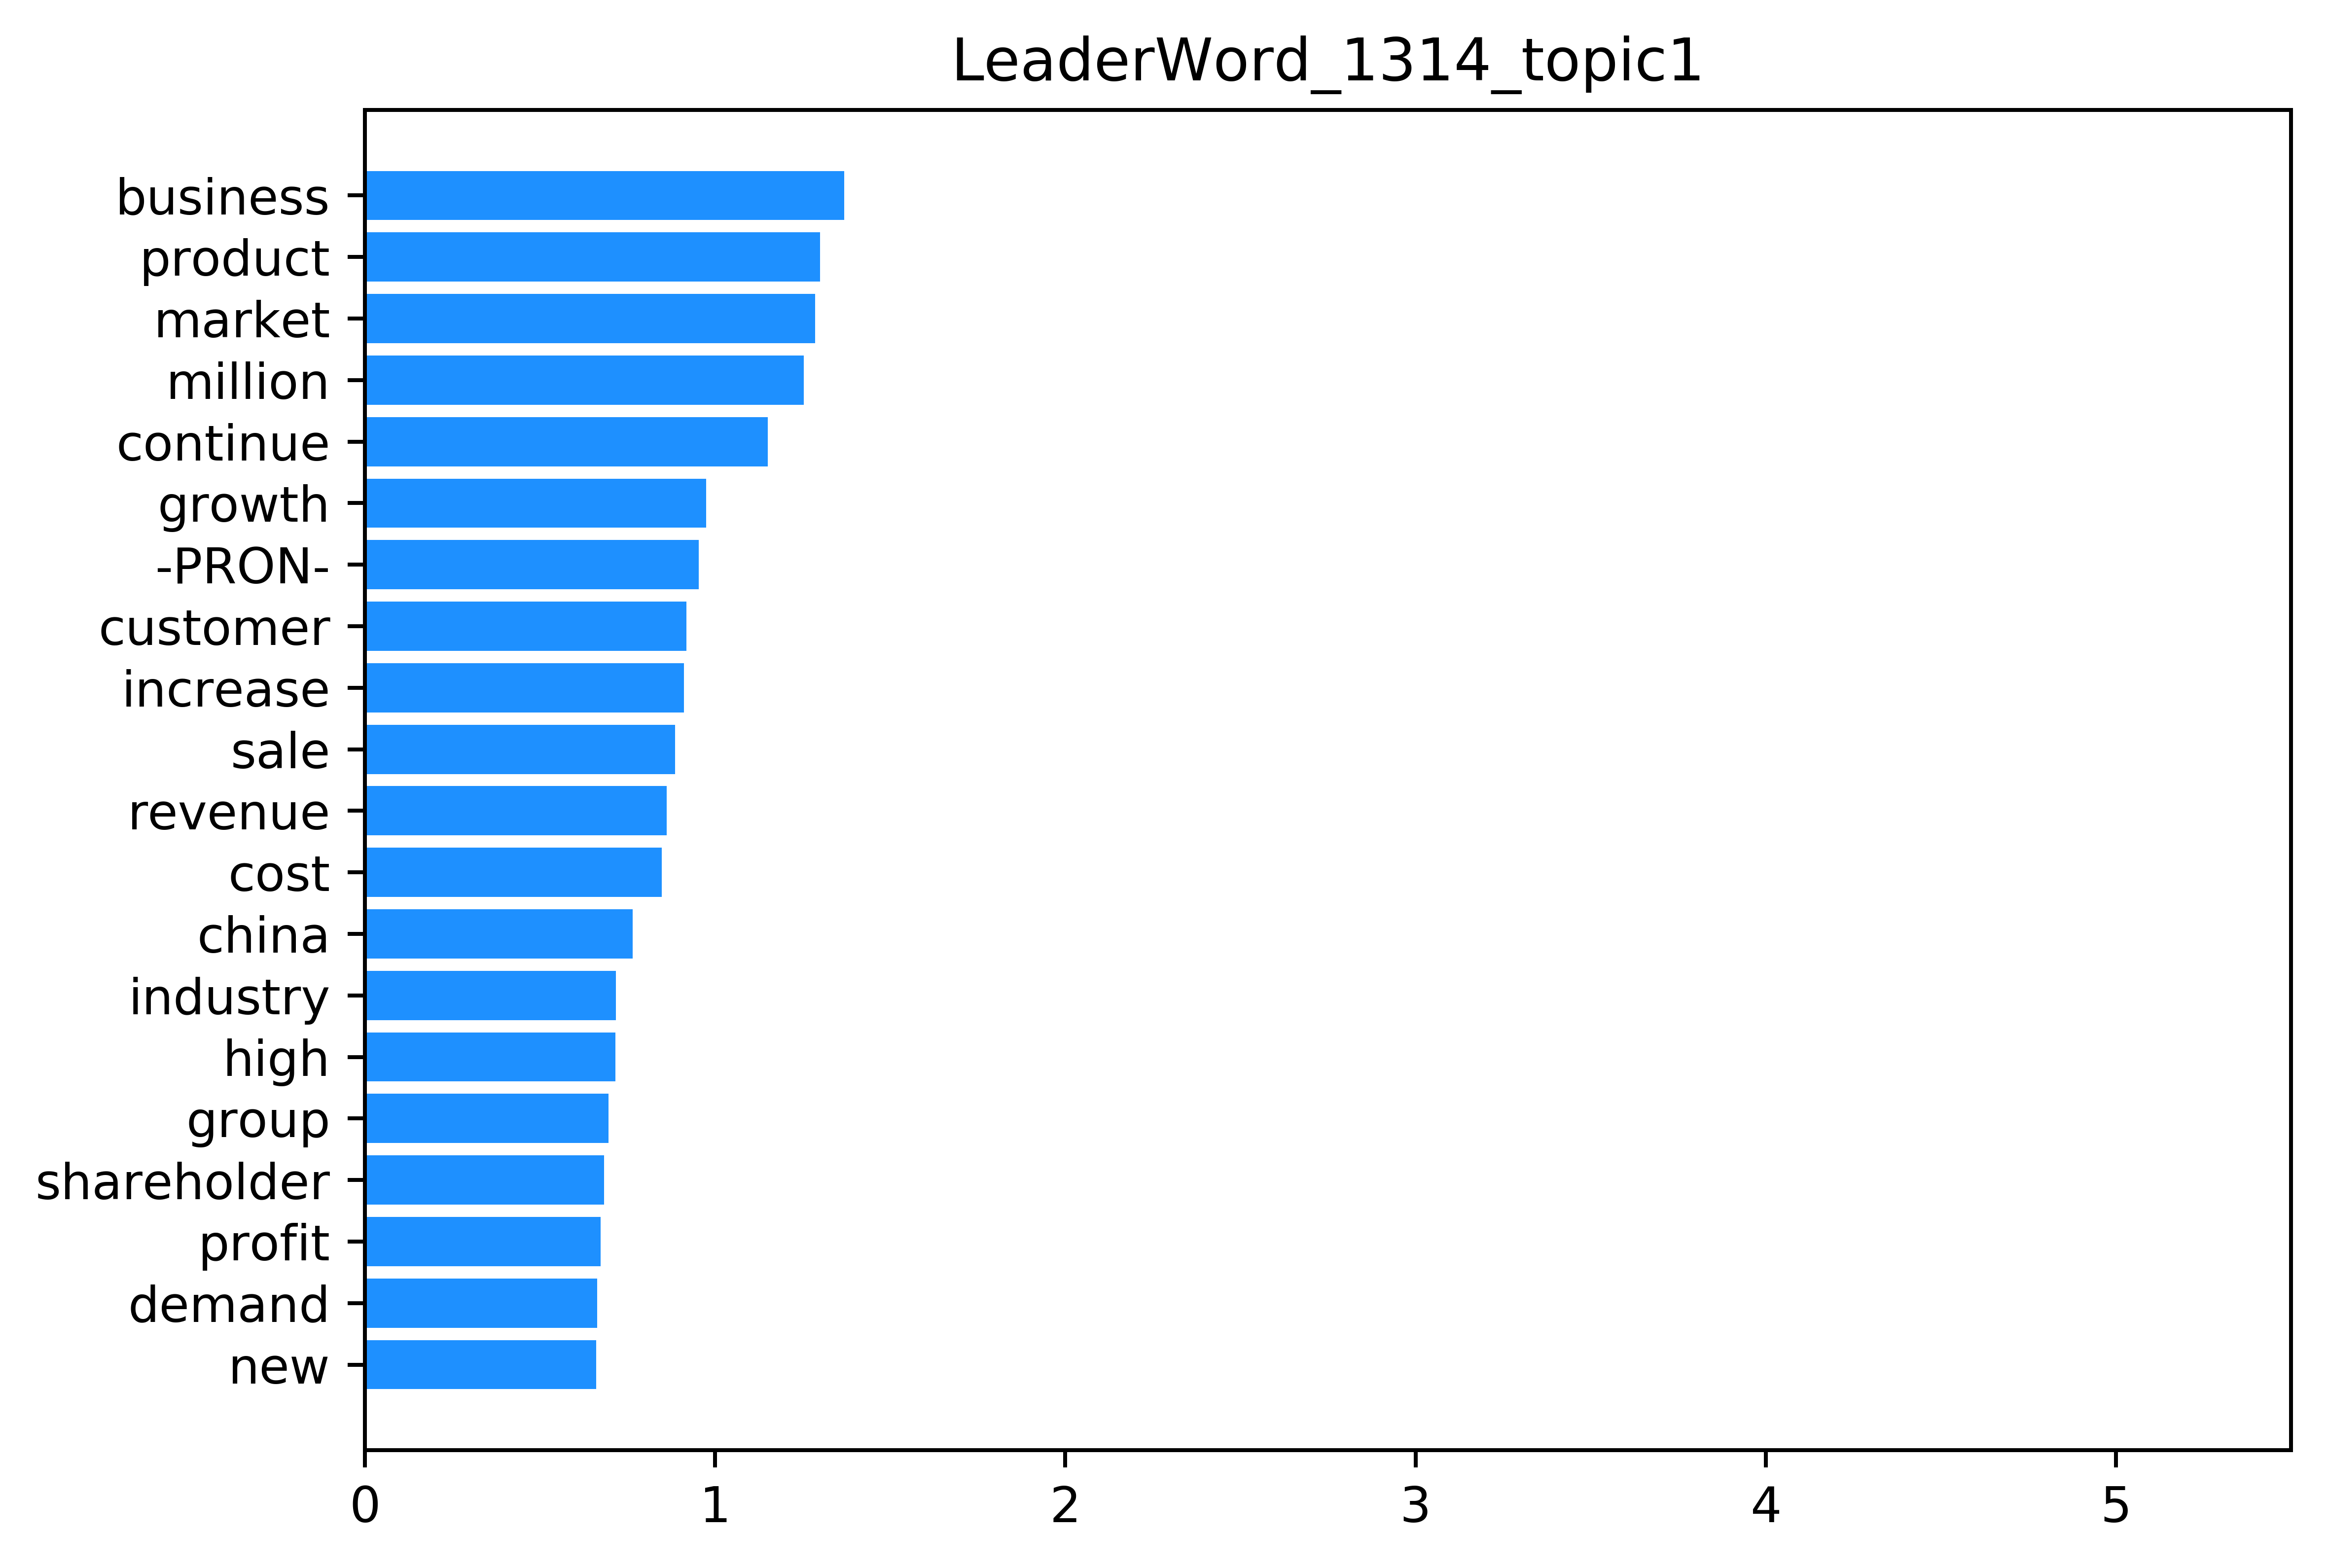 LeaderWord_1314_topic1
business
product
market
million
continue
growth
-PRON-
customer
increase
sale
revenue
cost
china
industry
high
group
shareholder
profit
demand
new
0 1 2 3 4 5